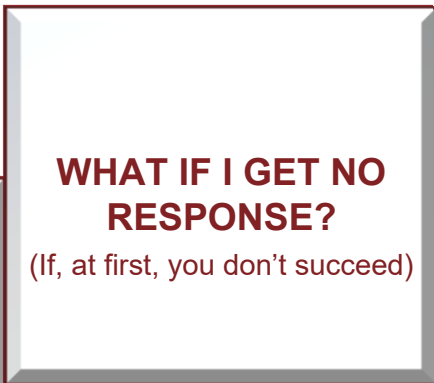 WHAT IF I GET NO
RESPONSE?
(If, at first, you don’t succeed)